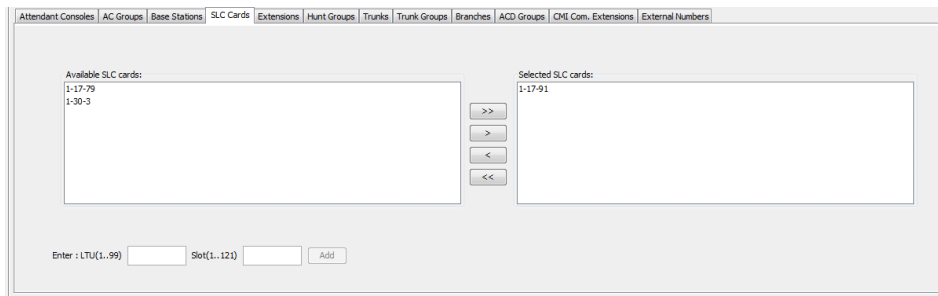 Attendant Consoles AC Groups Base Stations SLC Cards Extensions Hunt Groups Trunks Trunk Groups Branches ACD Groups CMI Com. Extensions External Numbers
Available SLC cards:
1-17-79
1-30-3
>>
>
<
<<
Selected SLC cards:
1-17-91
Enter : LTU(1..99) Slot(1..121) Add